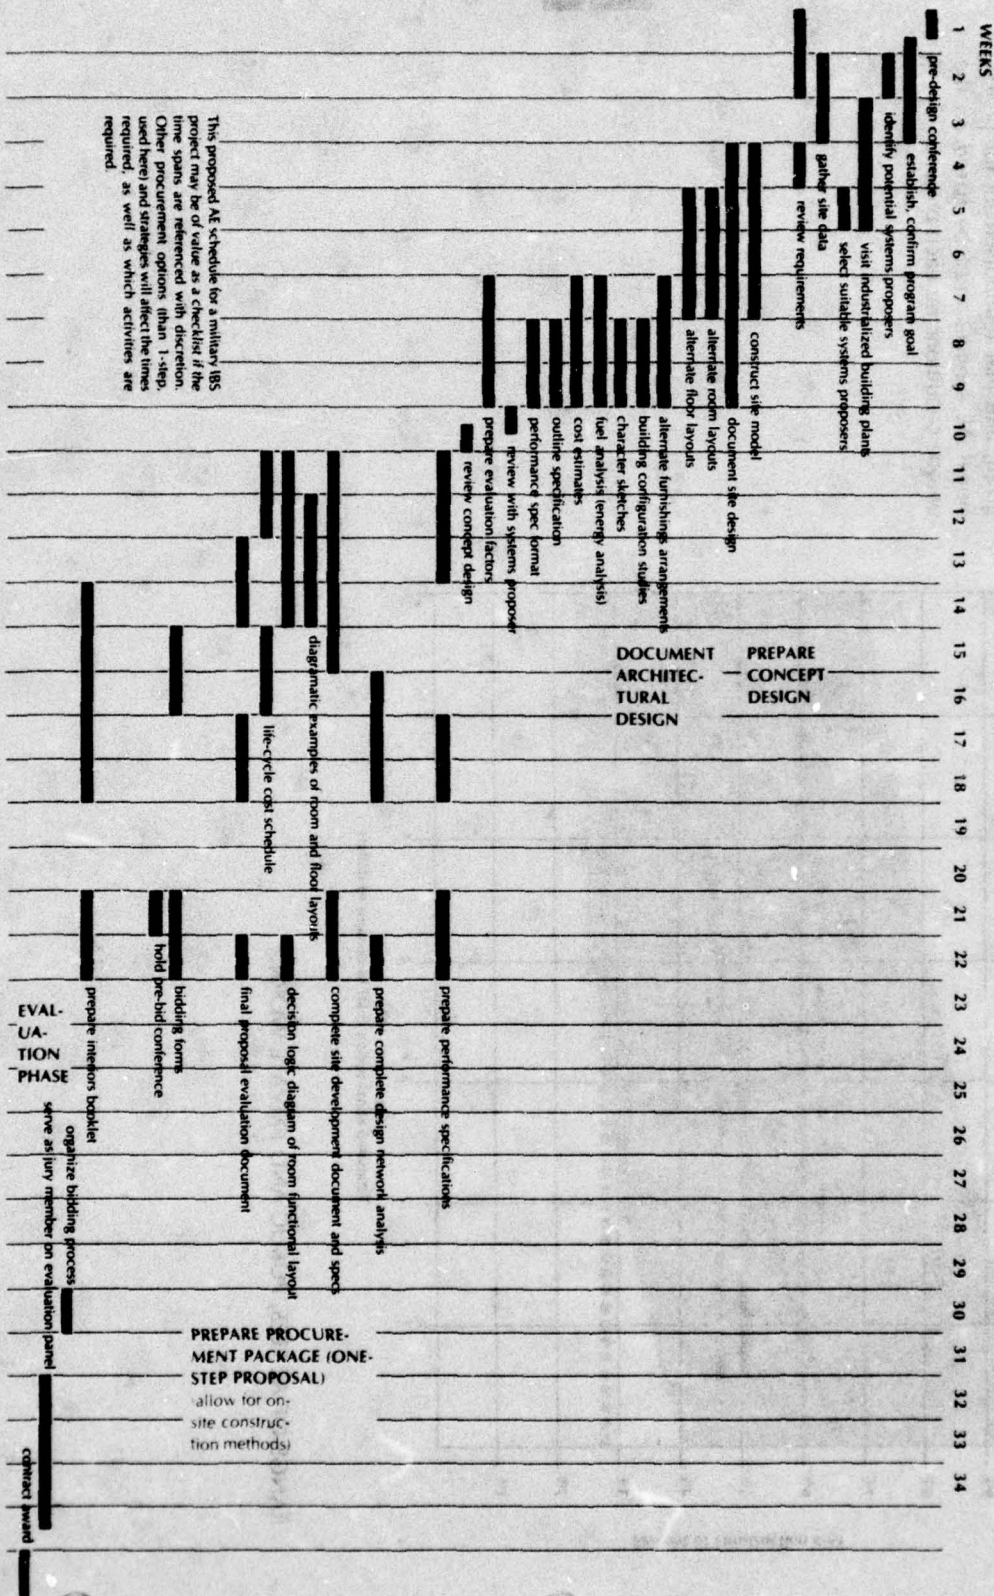 WEEKS
1 2 3 4 5 6 7 8 9 10 11 12 13 14 15 16 17 18 19 20 21 22 23 24 25 26 27 28 29 30 31 32 33 34
pre-design conference
establish, confirm program goal
identify potential systems proposers
visit industrialized building plants
select suitable systems proposers
gather site data
review requirements
construct site model
document site design
alternate room layouts
alternate floor layouts
alternate furnishings arrangements
building configuration studies
character sketches
fuel analysis (energy analysis)
cost estimates
outline specification
performance spec format
review with systems proposer
prepare evaluation factors
review concept design
PREPARE
CONCEPT
DESIGN
DOCUMENT
ARCHITEC-
TURAL
DESIGN
prepare performance specifications
prepare complete design network analysis
complete site development document and specs
diagramatic examples of room and floor layouts
decision logic diagram of room functional layout
life-cycle cost schedule
final proposal evaluation document
bidding forms
hold pre-bid conference
prepare interiors booklet
PREPARE PROCURE-
MENT PACKAGE (ONE-
STEP PROPOSAL)
allow for on-
site construc-
tion methods)
EVAL-
UA-
TION
PHASE
organize bidding process
serve as jury member on evaluation panel
contract award
This proposed AE schedule for a military IBS
project may be of value as a checklist if the
time spans are referenced with discretion.
Other procurement options (than 1-step,
used here) and strategies will affect the times
required, as well as which activities are
required.